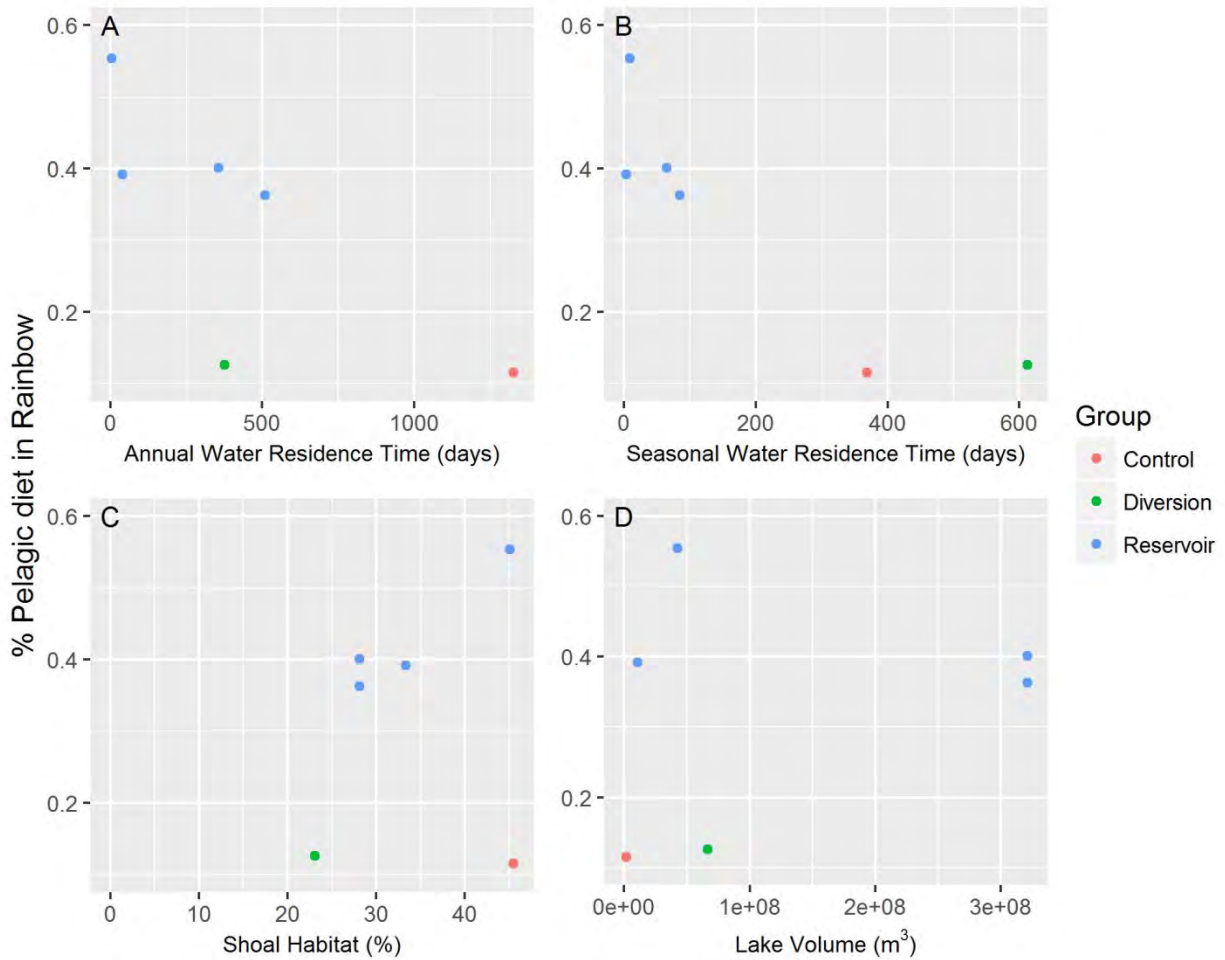 % Pelagic diet in Rainbow
A
0.6
0.4
0.2
0
500
1000
Annual Water Residence Time (days)
B
0.6
0.4
0.2
0
200
400
600
Seasonal Water Residence Time (days)
C
0.6
0.4
0.2
0
10
20
30
40
Shoal Habitat (%)
D
0.6
0.4
0.2
0e+00
1e+08
2e+08
3e+08
Lake Volume (m³)
Group
Control
Diversion
Reservoir